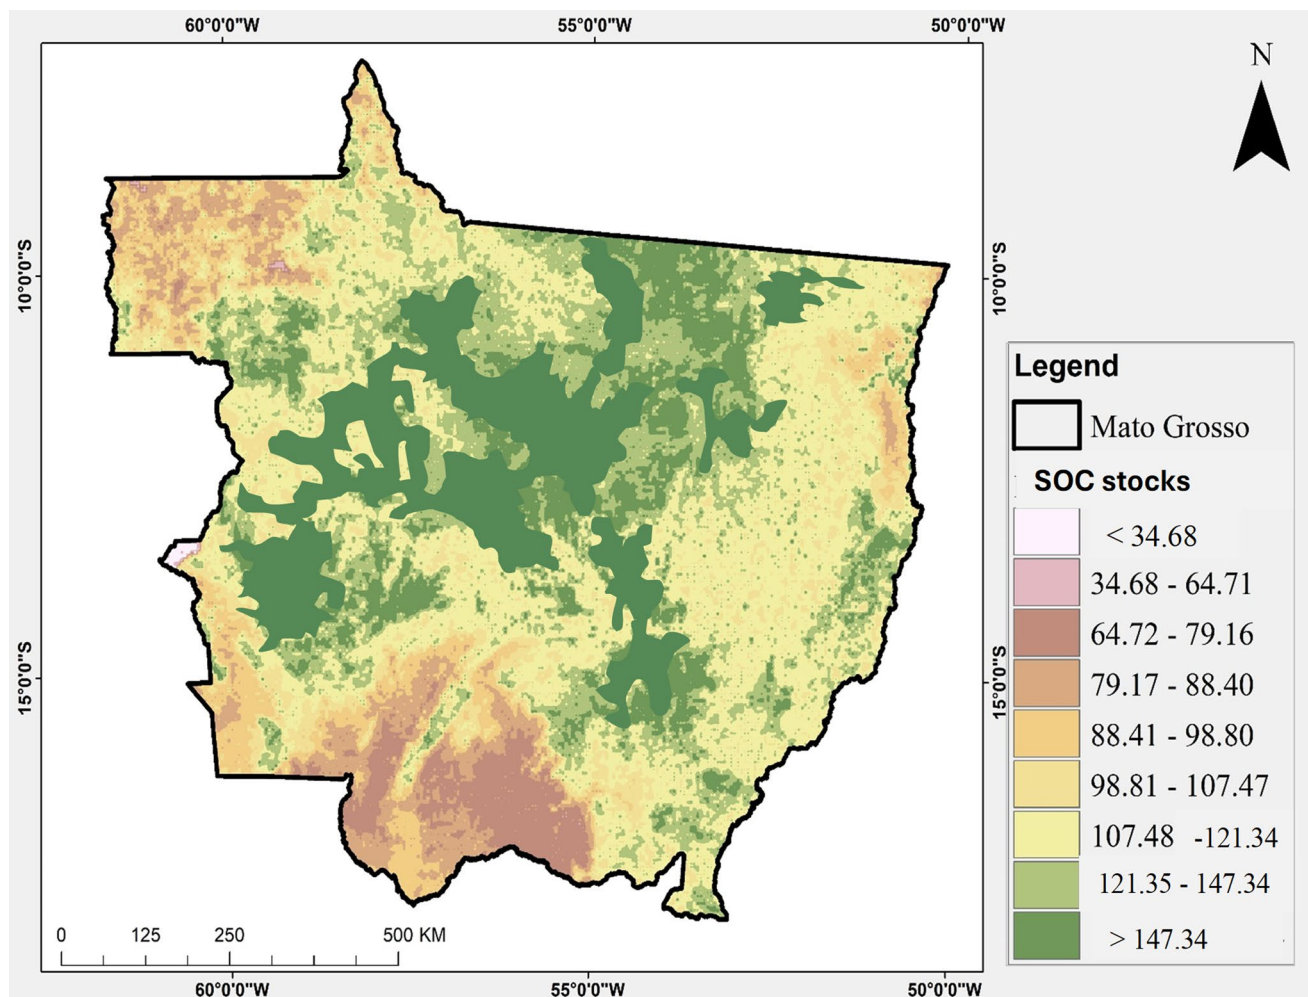 60°0'0"W
55°0'0"W
50°0'0"W
N
10°0'0"S
10°0'0"S
Legend
Mato Grosso
SOC stocks
< 34.68
34.68 - 64.71
64.72 - 79.16
79.17 - 88.40
88.41 - 98.80
98.81 - 107.47
107.48 -121.34
121.35 - 147.34
> 147.34
15°0'0"S
15°0'0"S
0 125 250 500 KM
60°0'0"W
55°0'0"W
50°0'0"W